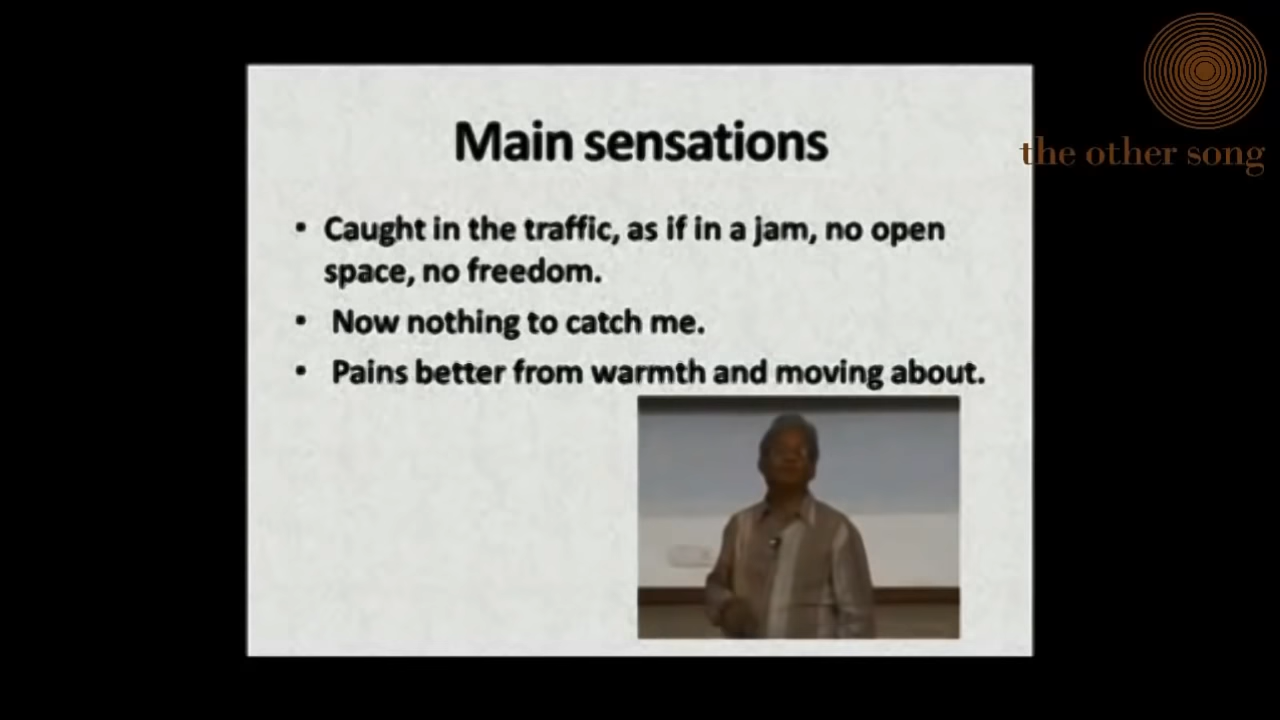 the other song
Main sensations
• Caught in the traffic, as if in a jam, no open
space, no freedom.
• Now nothing to catch me.
• Pains better from warmth and moving about.